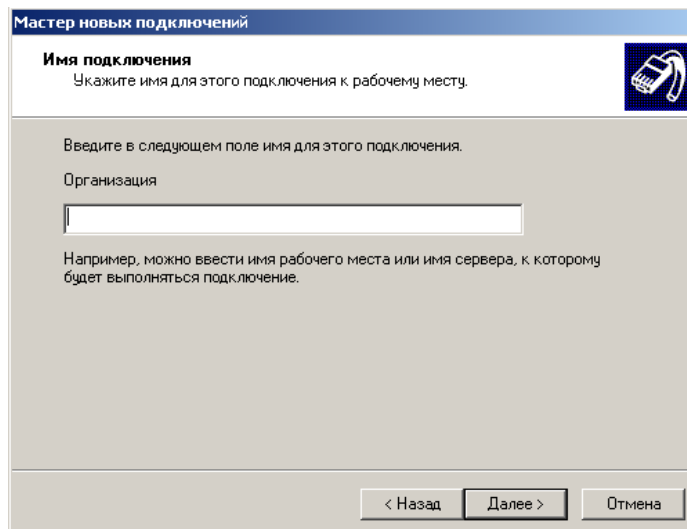 Мастер новых подключений
Имя подключения
Укажите имя для этого подключения к рабочему месту.
Введите в следующем поле имя для этого подключения.
Организация
Например, можно ввести имя рабочего места или имя сервера, к которому
будет выполняться подключение.
< Назад Далее > Отмена